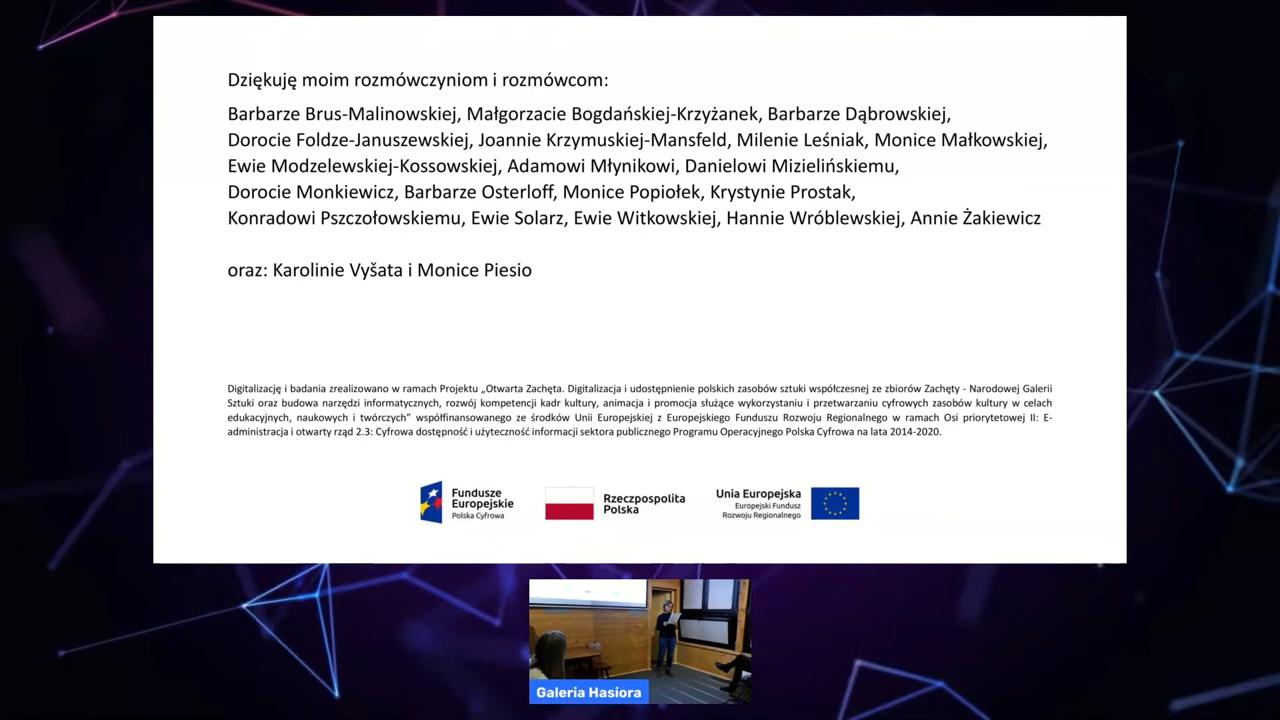 Dziękuję moim rozmówczyniom i rozmówcom:
Barbarze Brus-Malinowskiej, Małgorzacie Bogdańskiej-Krzyżanek, Barbarze Dąbrowskiej,
Dorocie Foldze-Januszewskiej, Joannie Krzymuskiej-Mansfeld, Milenie Leśniak, Monice Małkowskiej,
Ewie Modzelewskiej-Kossowskiej, Adamowi Młynikowi, Danielowi Mizielińskiemu,
Dorocie Monkiewicz, Barbarze Osterloff, Monice Popiołek, Krystynie Prostak,
Konradowi Pszczołowskiemu, Ewie Solarz, Ewie Witkowskiej, Hannie Wróblewskiej, Annie Żakiewicz
oraz: Karolinie Vyšata i Monice Piesio
Digitalizację i badania zrealizowano w ramach Projektu „Otwarta Zachęta. Digitalizacja i udostępnienie polskich zasobów sztuki współczesnej ze zbiorów Zachęty - Narodowej Galerii
Sztuki oraz budowa narzędzi informatycznych, rozwój kompetencji kadr kultury, animacja i promocja służące wykorzystaniu i przetwarzaniu cyfrowych zasobów kultury w celach
edukacyjnych, naukowych i twórczych” współfinansowanego ze środków Unii Europejskiej z Europejskiego Funduszu Rozwoju Regionalnego w ramach Osi priorytetowej II: E-
administracja i otwarty rząd 2.3: Cyfrowa dostępność i użyteczność informacji sektora publicznego Programu Operacyjnego Polska Cyfrowa na lata 2014-2020.
Fundusze
Europejskie
Polska Cyfrowa
Rzeczpospolita
Polska
Unia Europejska
Europejski Fundusz
Rozwoju Regionalnego
Galeria Hasiora